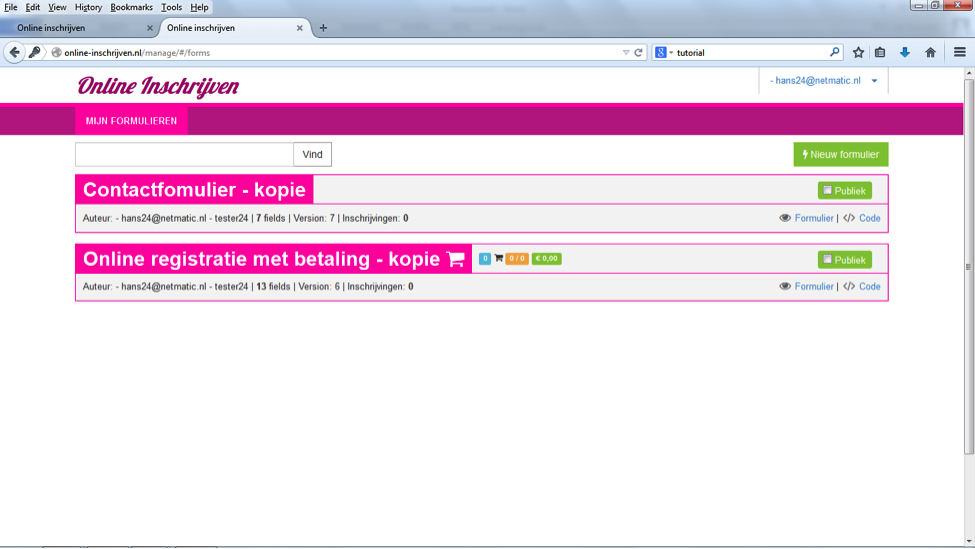 File Edit View History Bookmarks Tools Help
Online inschrijven × Online inschrijven × +
online-inschrijven.nl/manage/#/forms 8 tutorial
Online Inschrijven - hans24@netmatic.nl
MIJN FORMULIEREN
Vind Nieuw formulier
Contactfomulier - kopie Publiek
Auteur: - hans24@netmatic.nl - tester24 | 7 fields | Version: 7 | Inschrijvingen: 0 Formulier | </> Code
Online registratie met betaling - kopie 0 0 / 0 € 0,00 Publiek
Auteur: - hans24@netmatic.nl - tester24 | 13 fields | Version: 6 | Inschrijvingen: 0 Formulier | </> Code